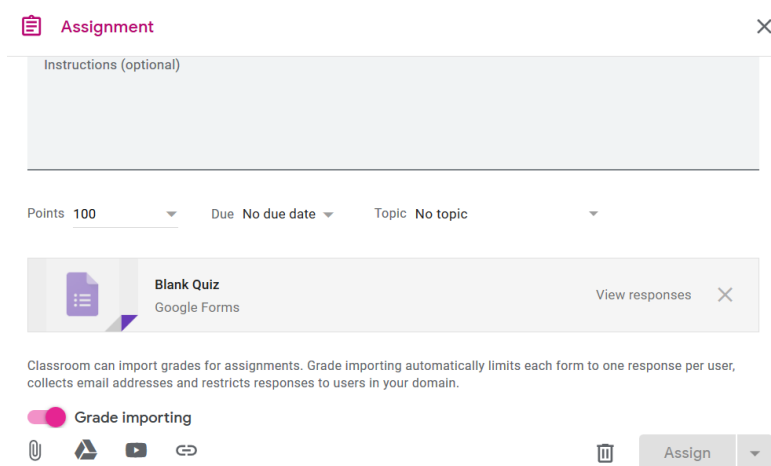 Assignment
Instructions (optional)
Points 100 Due No due date Topic No topic
Blank Quiz
Google Forms
View responses
Classroom can import grades for assignments. Grade importing automatically limits each form to one response per user,
collects email addresses and restricts responses to users in your domain.
Grade importing
Assign